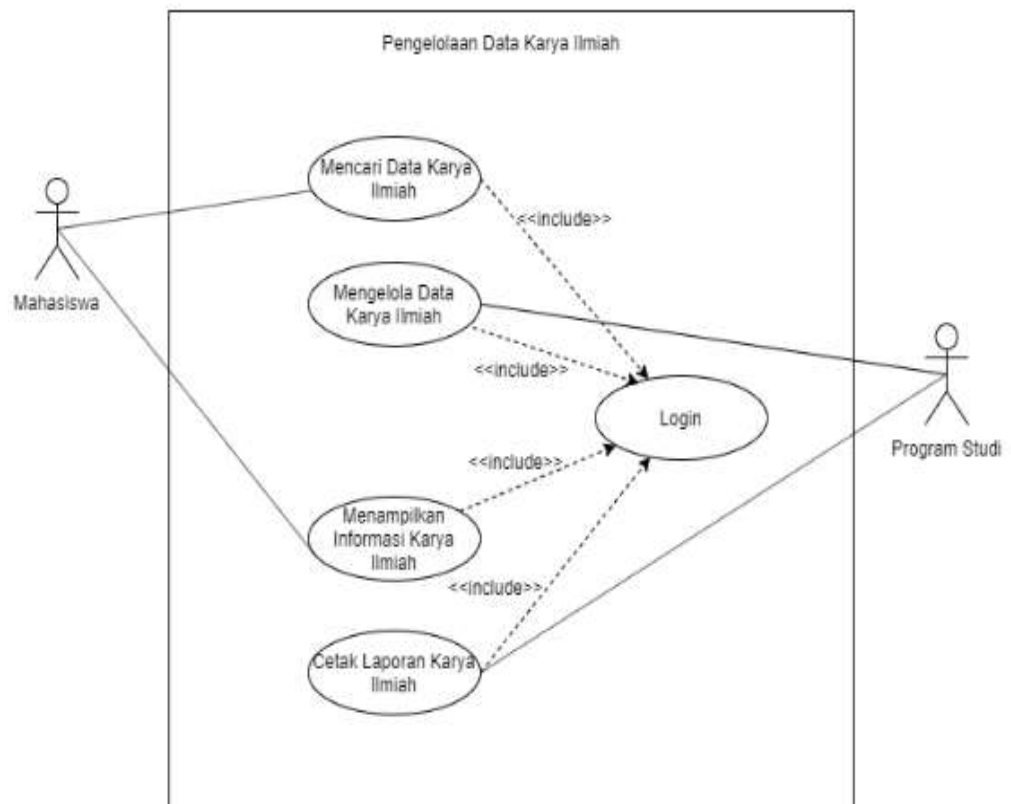 Pengelolaan Data Karya Ilmiah
Mencari Data Karya
Ilmiah
<<include>>
Mahasiswa
Mengelola Data
Karya Ilmiah
<<include>>
Login
Program Studi
<<include>>
Menampilkan
Informasi Karya
Ilmiah
<<include>>
Cetak Laporan Karya
Ilmiah